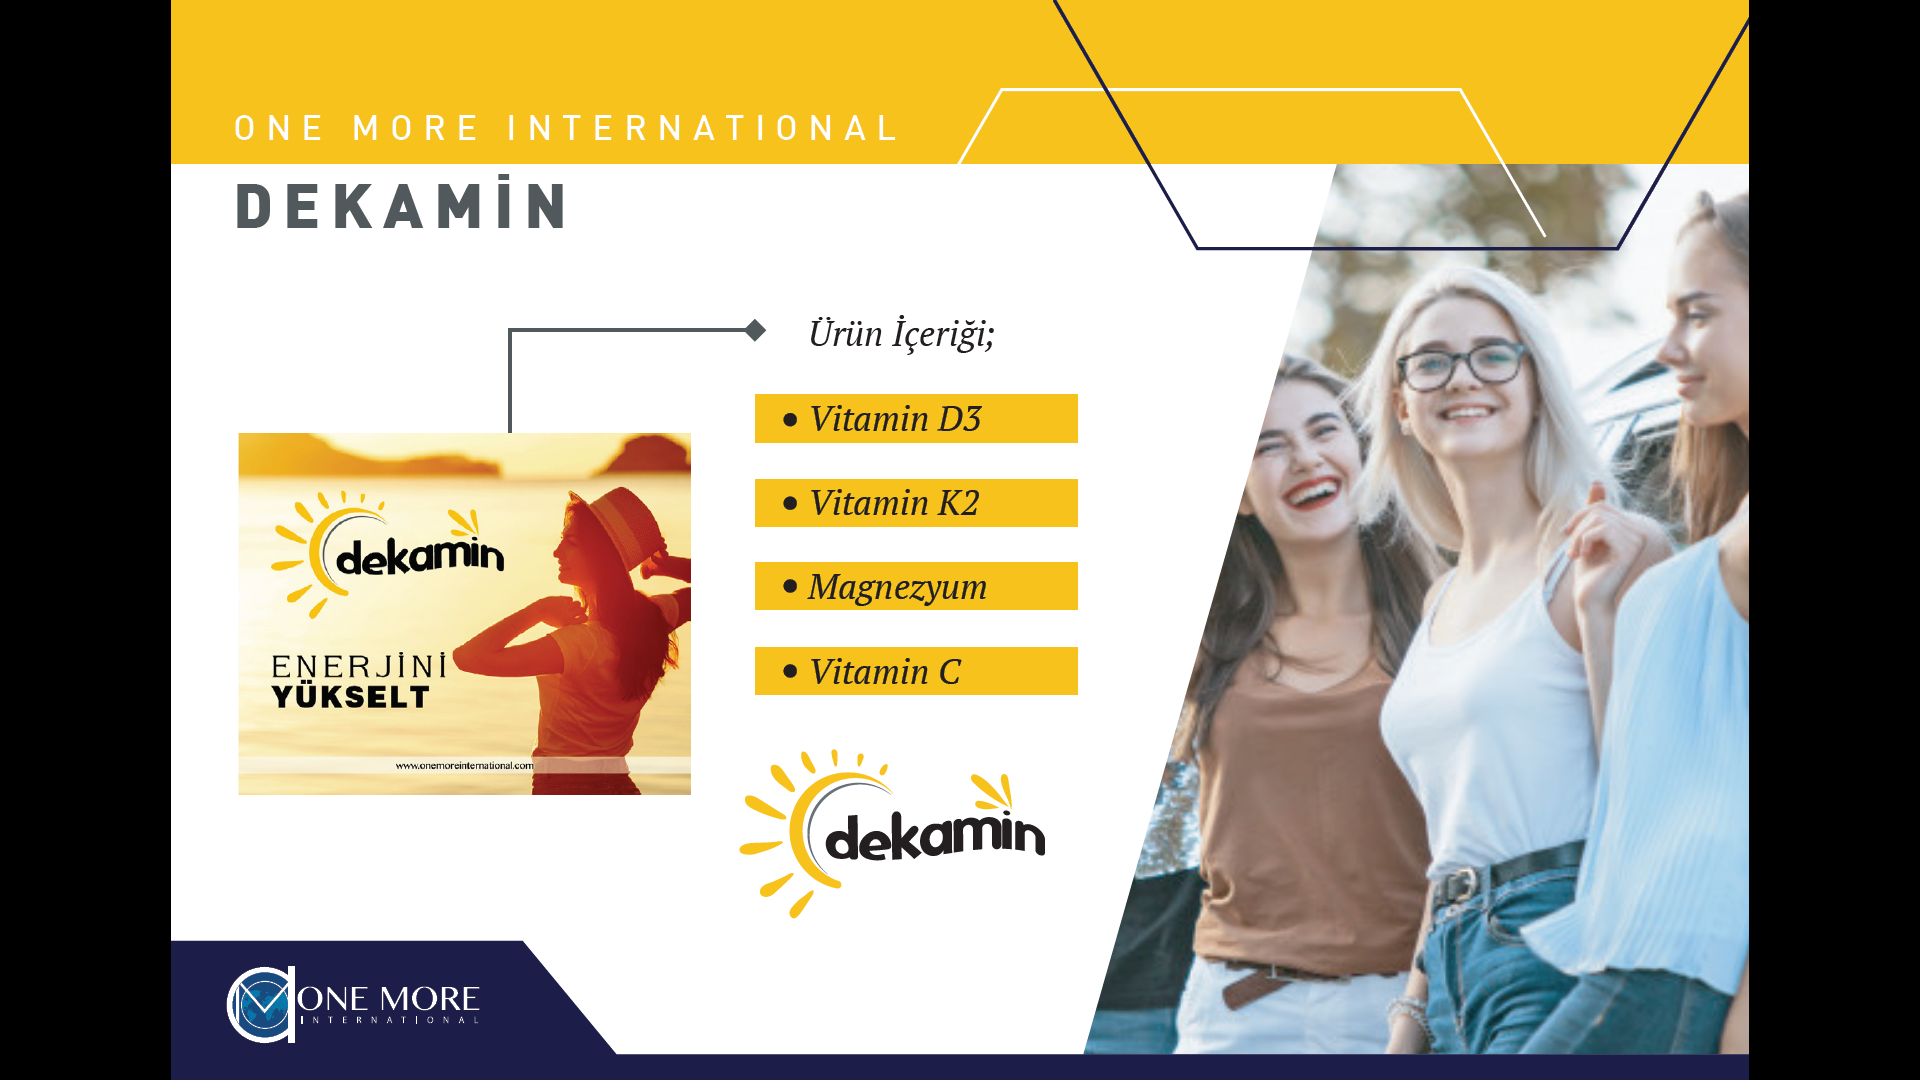 ONE MORE INTERNATIONAL
DEKAMİN
Ürün İçeriği;
• Vitamin D3
• Vitamin K2
• Magnezyum
• Vitamin C
dekamin
ENERJİNİ
YÜKSELT
www.onemoreinternational.com
dekamin
ONE MORE
INTERNATIONAL